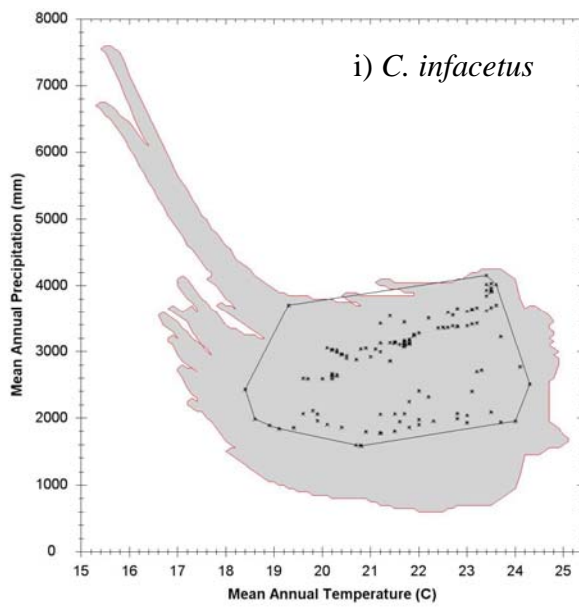 i) C. infacetus
8000
7000
6000
5000
4000
3000
2000
1000
0
Mean Annual Precipitation (mm)
15 16 17 18 19 20 21 22 23 24 25
Mean Annual Temperature (C)